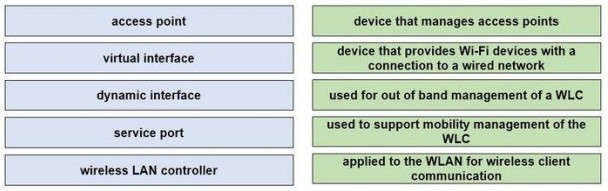 access point
device that manages access points
virtual interface
device that provides Wi-Fi devices with a
connection to a wired network
dynamic interface
used for out of band management of a WLC
service port
used to support mobility management of the
WLC
wireless LAN controller
applied to the WLAN for wireless client
communication